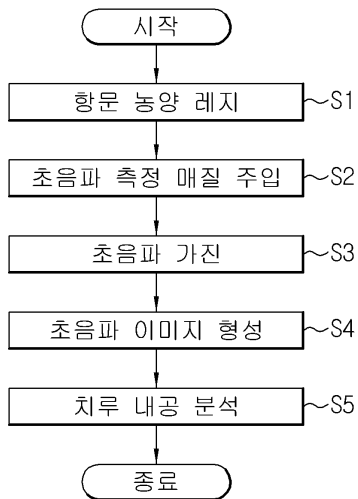 시작
항문 농양 레지 S1
초음파 측정 매질 주입 S2
초음파 가진 S3
초음파 이미지 형성 S4
치루 내공 분석 S5
종료